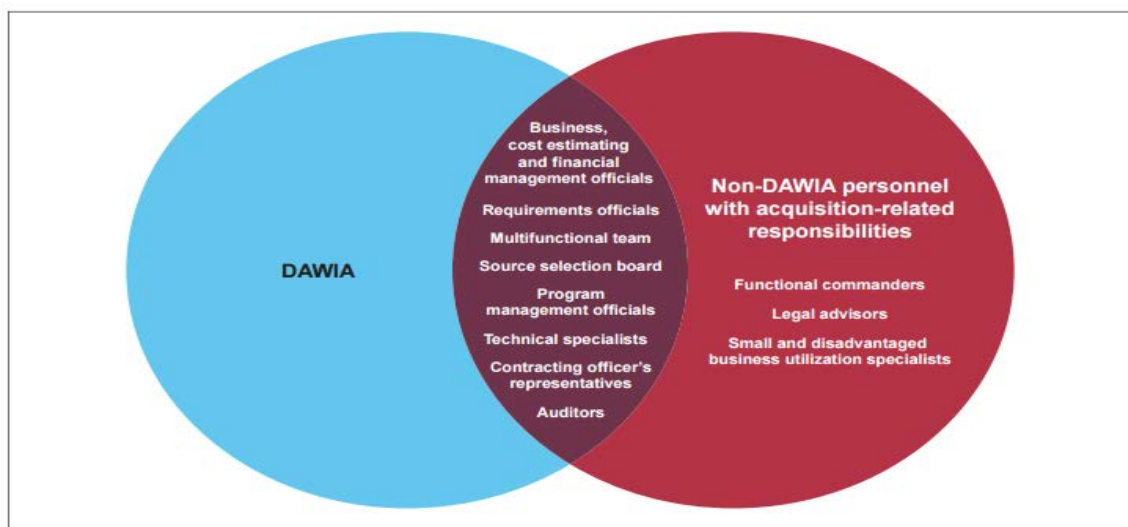 DAWIA
Business,
cost estimating
and financial
management officials
Requirements officials
Multifunctional team
Source selection board
Program
management officials
Technical specialists
Contracting officer's
representatives
Auditors
Non-DAWIA personnel
with acquisition-related
responsibilities
Functional commanders
Legal advisors
Small and disadvantaged
business utilization specialists